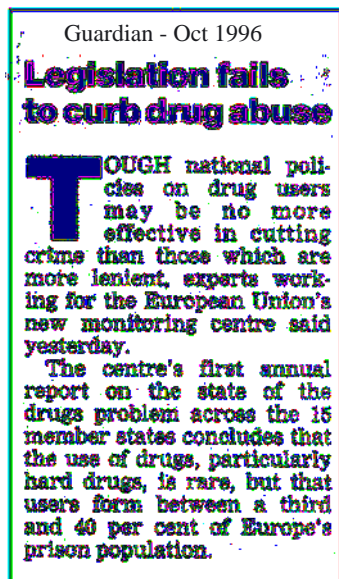 Guardian - Oct 1996
Legislation fails
to curb drug abuse
TOUGH national poli-
cies on drug users
may be no more
effective in cutting
crime than those which are
more lenient, experts work-
ing for the European Union's
new monitoring centre said
yesterday.
The centre's first annual
report on the state of the
drugs problem across the 15
member states concludes that
the use of drugs, particularly
hard drugs, is rare, but that
users form between a third
and 40 per cent of Europe's
prison population.